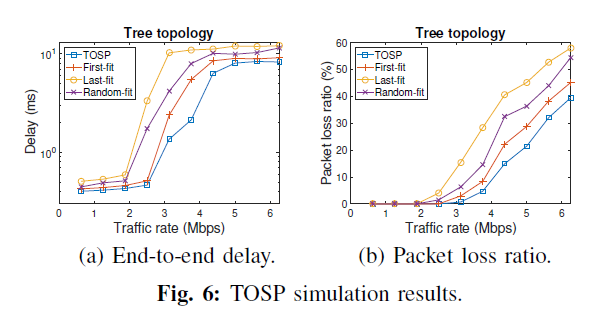 Tree topology
10¹
10⁰
Delay (ms)
TOSP
First-fit
Last-fit
Random-fit
0 1 2 3 4 5 6
Traffic rate (Mbps)
(a) End-to-end delay.
Tree topology
60
50
40
30
20
10
0
Packet loss ratio (%)
TOSP
First-fit
Last-fit
Random-fit
0 1 2 3 4 5 6
Traffic rate (Mbps)
(b) Packet loss ratio.
Fig. 6: TOSP simulation results.